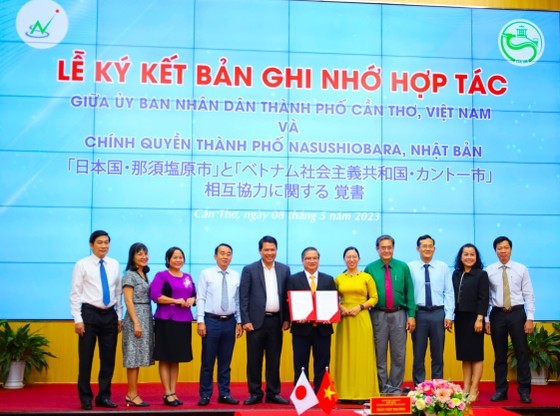 LỄ KÝ KẾT BẢN GHI NHỚ HỢP TÁC
GIỮA ỦY BAN NHÂN DÂN THÀNH PHỐ CẦN THƠ, VIỆT NAM
VÀ
CHÍNH QUYỀN THÀNH PHỐ NASUSHIOBARA, NHẬT BẢN
「日本国・那須塩原市」と「ベトナム社会主義共和国・カントー市」
相互協力に関する 覚書
Cần Thơ, ngày 08 tháng 5 năm 2023